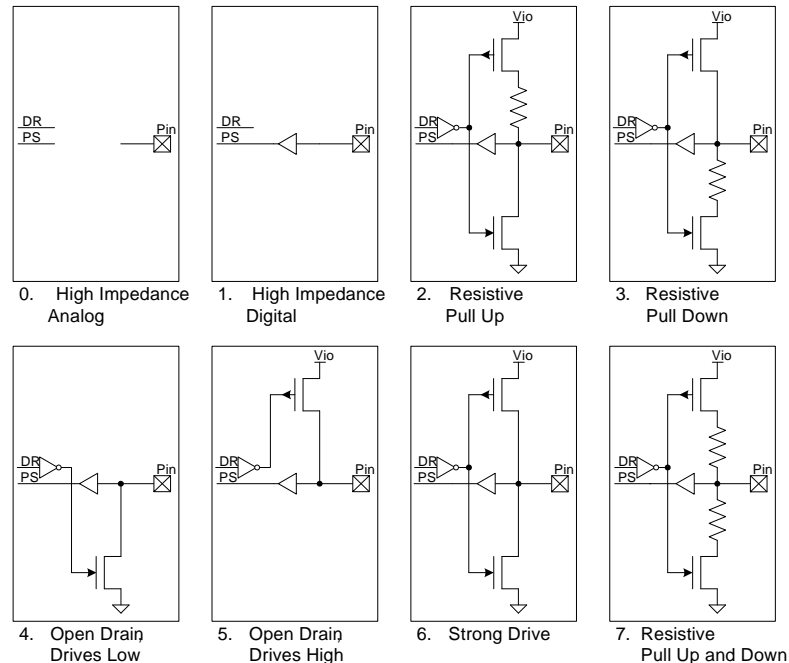 Vio Vio
DR PS Pin DR PS Pin DR PS Pin DR PS Pin
0. High Impedance Analog
1. High Impedance Digital
2. Resistive Pull Up
3. Resistive Pull Down
Vio Vio Vio
DR PS Pin DR PS Pin DR PS Pin DR PS Pin
4. Open Drain, Drives Low
5. Open Drain, Drives High
6. Strong Drive
7. Resistive Pull Up and Down